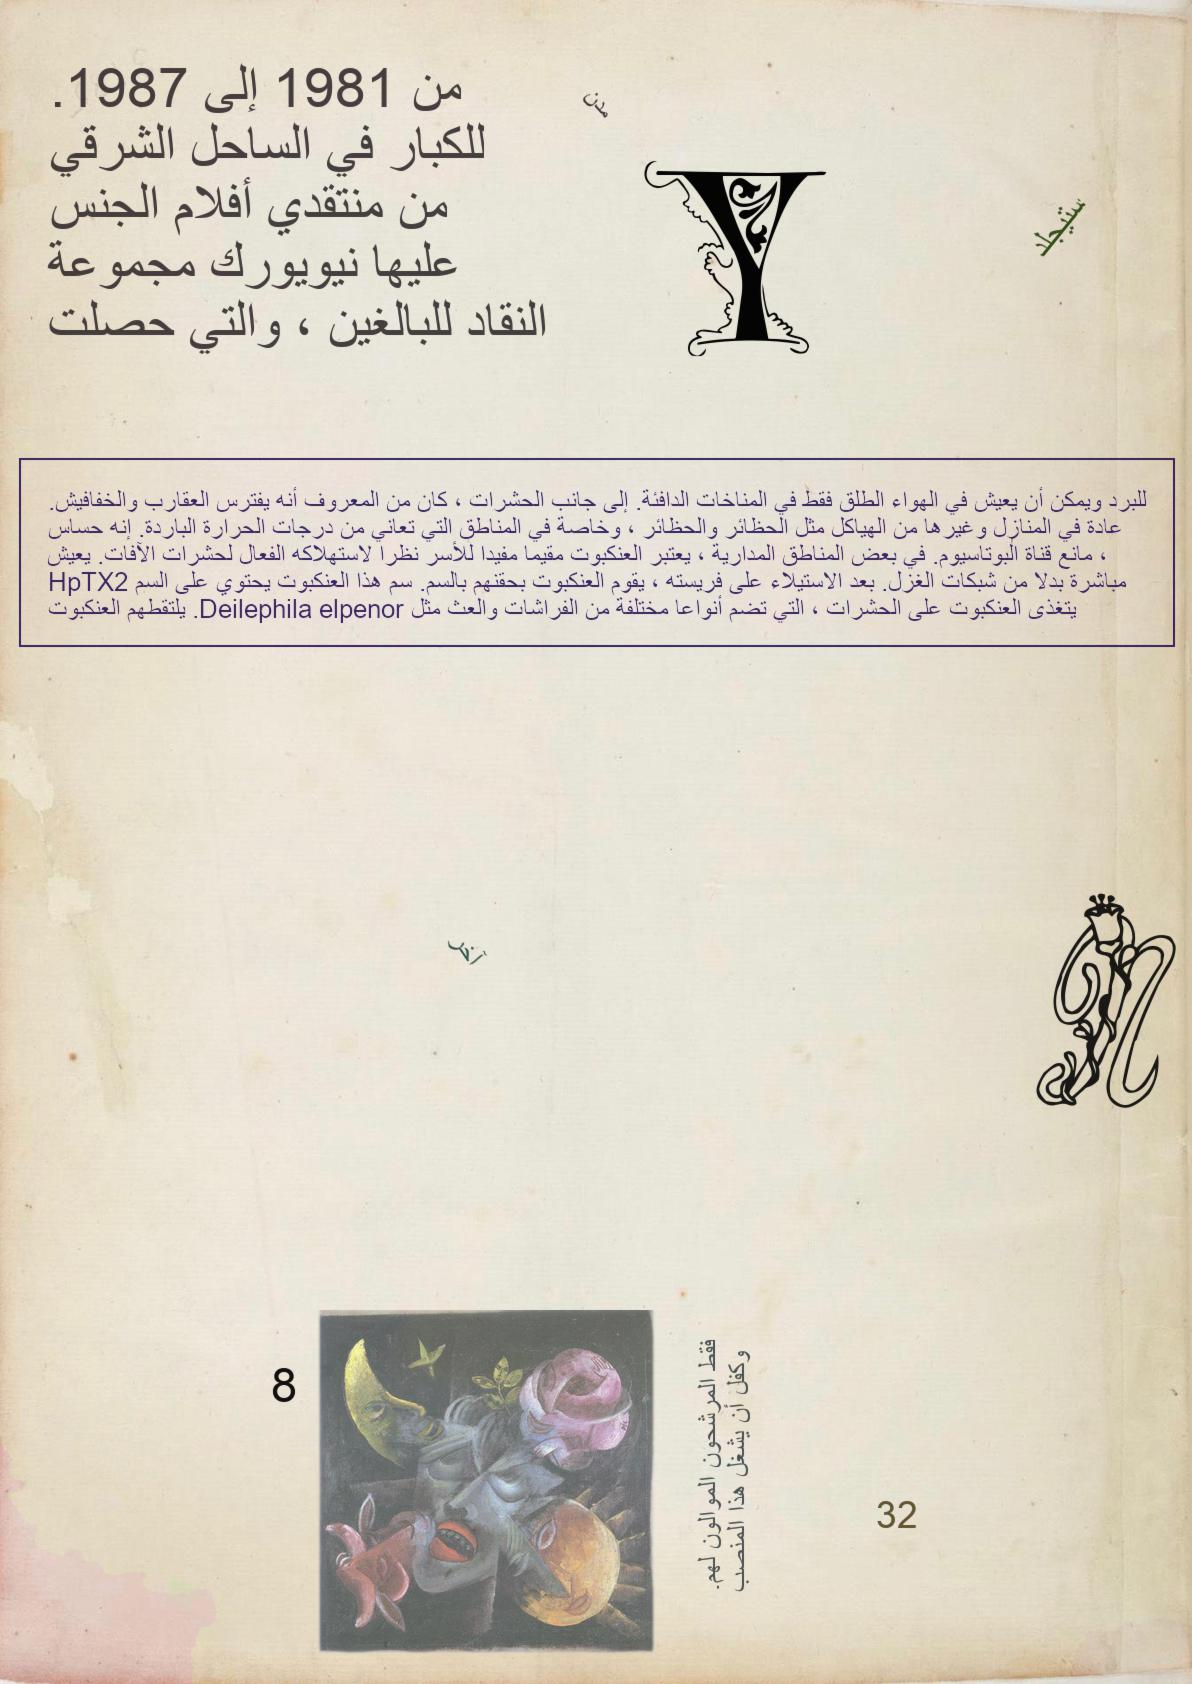 من 1981 إلى 1987.
للكبار في الساحل الشرقي
من منتقدي أفلام الجنس
عليها نيويورك مجموعة
النقاد للبالغين ، والتي حصلت
مدن
Y
ستيجلد
للبرد ويمكن أن يعيش في الهواء الطلق فقط في المناخات الدافئة. إلى جانب الحشرات ، كان من المعروف أنه يفترس العقارب والخفافيش.
عادة في المنازل وغيرها من الهياكل مثل الحظائر والحظائر ، وخاصة في المناطق التي تعاني من درجات الحرارة الباردة. إنه حساس
، مانع قناة البوتاسيوم. في بعض المناطق المدارية ، يعتبر العنكبوت مقيما مفيدا للأسر نظرا لاستهلاكه الفعال لحشرات الآفات. يعيش
مباشرة بدلا من شبكات الغزل. بعد الاستيلاء على فريسته ، يقوم العنكبوت بحقنهم بالسم. سم هذا العنكبوت يحتوي على السم HpTX2
يتغذى العنكبوت على الحشرات ، التي تضم أنواعا مختلفة من الفراشات والعث مثل Deilephila elpenor. يلتقطهم العنكبوت
آخر
8
فقط المرشحون الموالون لهم.
وكفل أن يشغل هذا المنصب
32